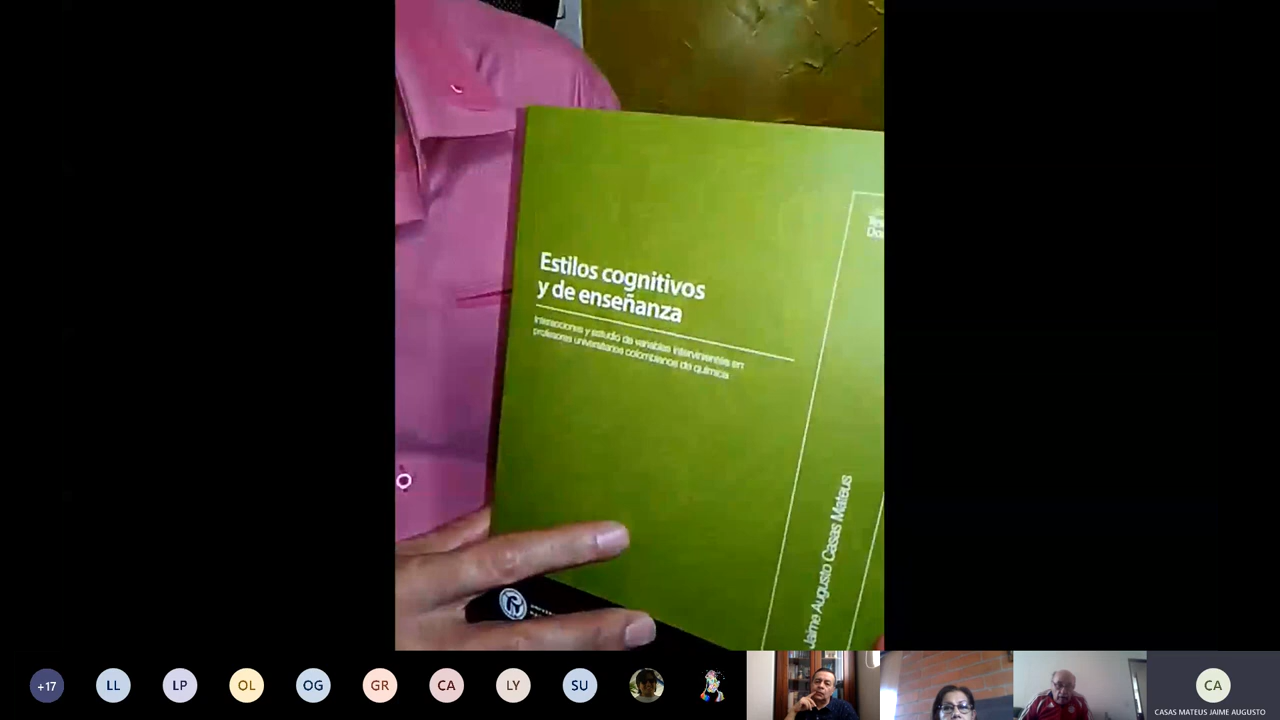 Estilos cognitivos
y de enseñanza
Interacciones y estudio de variables intervinientes en
profesores universitarios colombianos de química
Jaime Augusto Casas Mateus
+17
LL
LP
OL
OG
GR
CA
LY
SU
CA
CASAS MATEUS JAIME AUGUSTO